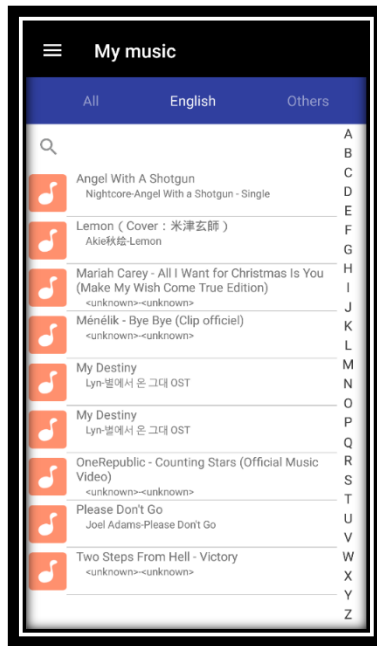 My music
All English Others
Angel With A Shotgun
Nightcore-Angel With a Shotgun - Single
Lemon ( Cover : 米津玄師 )
Akie秋绘-Lemon
Mariah Carey - All I Want for Christmas Is You
(Make My Wish Come True Edition)
<unknown>-<unknown>
Ménélik - Bye Bye (Clip officiel)
<unknown>-<unknown>
My Destiny
Lyn-별에서 온 그대 OST
My Destiny
Lyn-별에서 온 그대 OST
OneRepublic - Counting Stars (Official Music
Video)
<unknown>-<unknown>
Please Don't Go
Joel Adams-Please Don't Go
Two Steps From Hell - Victory
<unknown>-<unknown>
A
B
C
D
E
F
G
H
I
J
K
L
M
N
O
P
Q
R
S
T
U
V
W
X
Y
Z